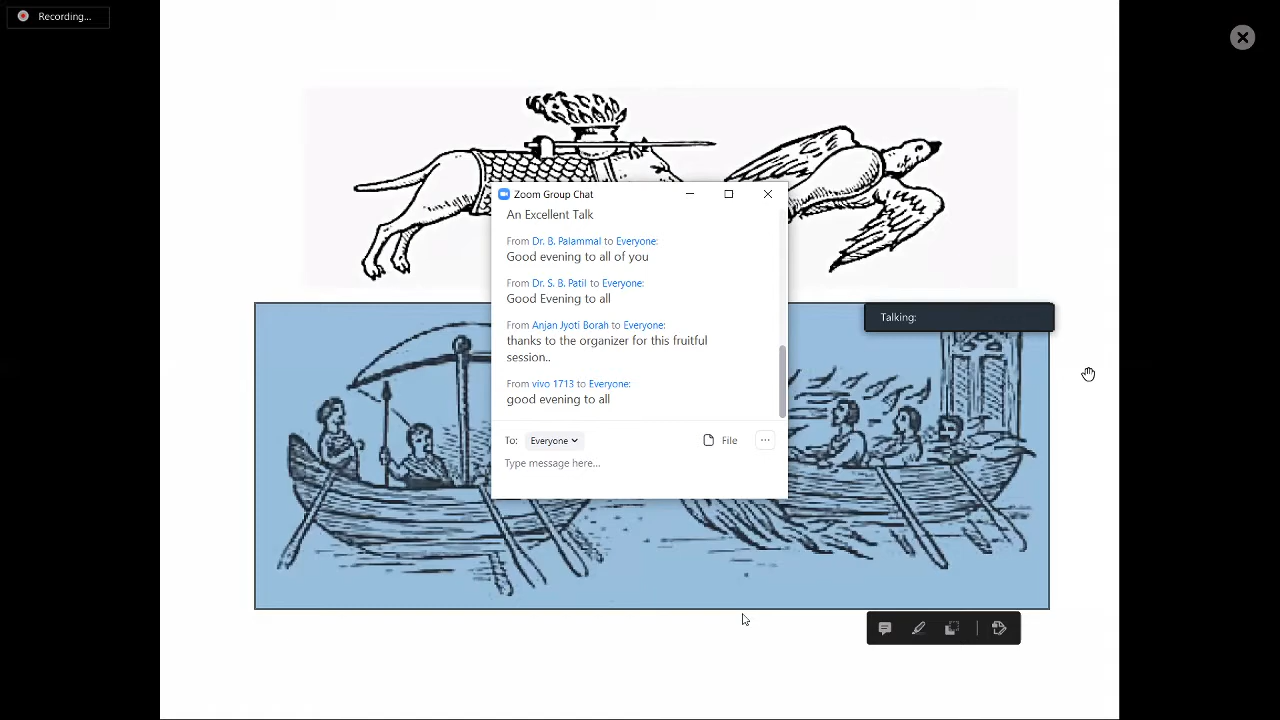 Recording...
Zoom Group Chat
An Excellent Talk
From Dr. B. Palammal to Everyone:
Good evening to all of you
From Dr. S. B. Patil to Everyone:
Good Evening to all
From Anjan Jyoti Borah to Everyone:
thanks to the organizer for this fruitful
session..
From vivo 1713 to Everyone:
good evening to all
Talking:
To: Everyone File ...
Type message here...